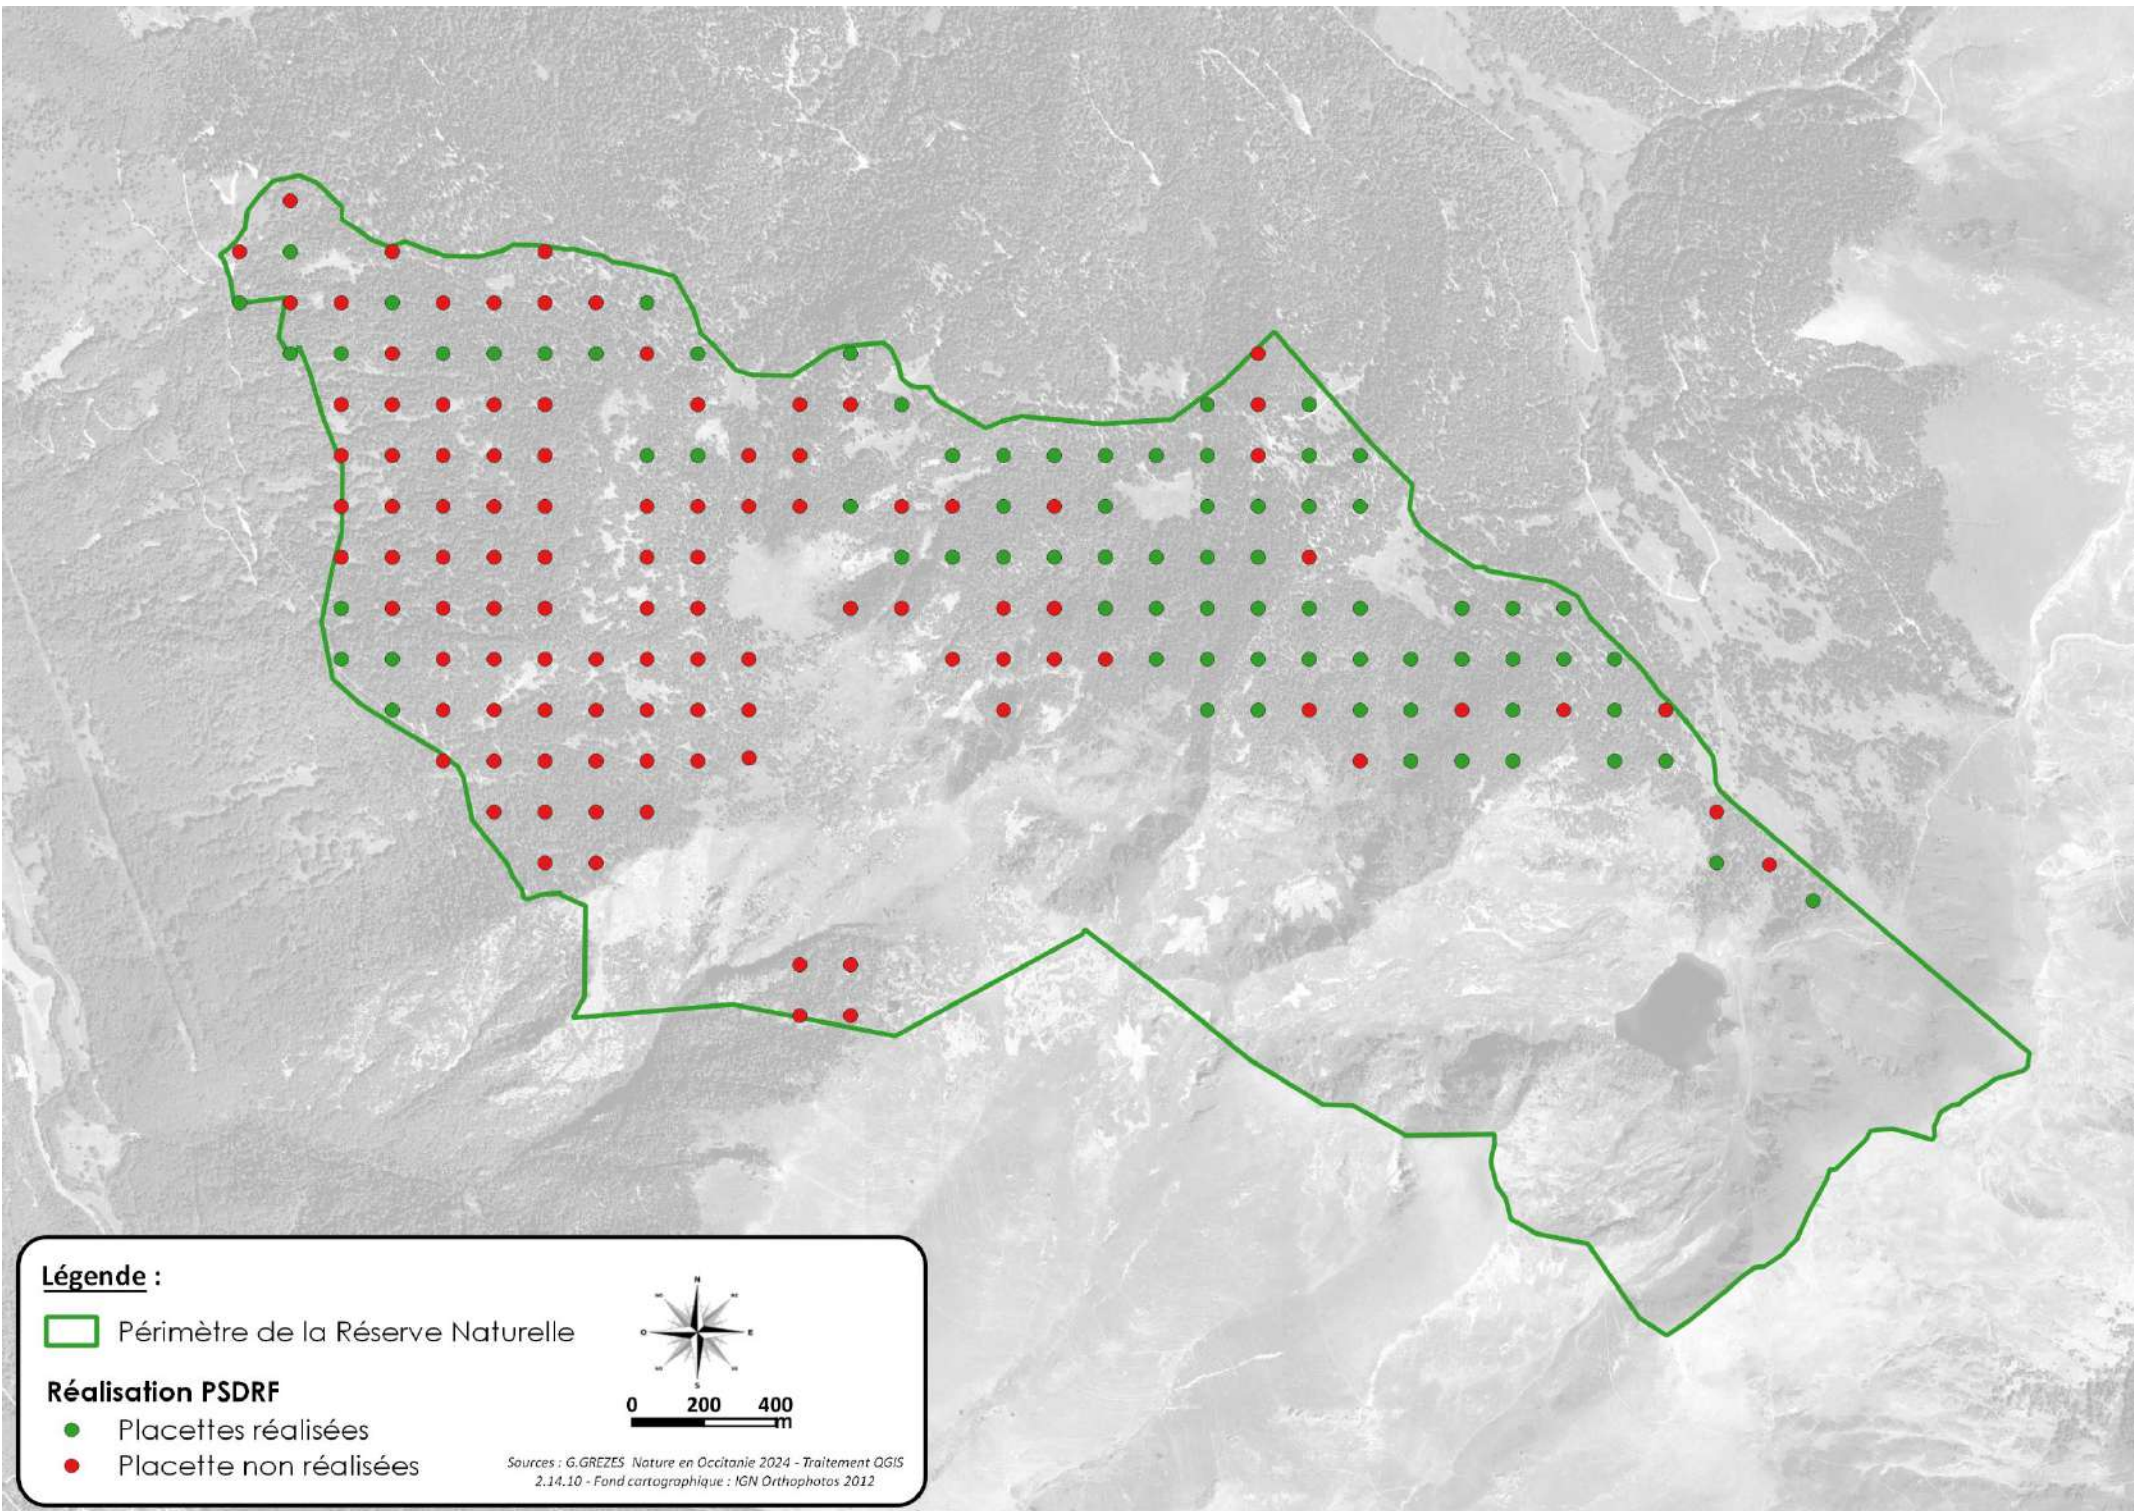 Légende :
N
O
E
S
Périmètre de la Réserve Naturelle
Réalisation PSDRF
0 200 400
m
Placettes réalisées
Placette non réalisées
Sources : G.GREZES Nature en Occitanie 2024 - Traitement QGIS
2.14.10 - Fond cartographique : IGN Orthophotos 2012